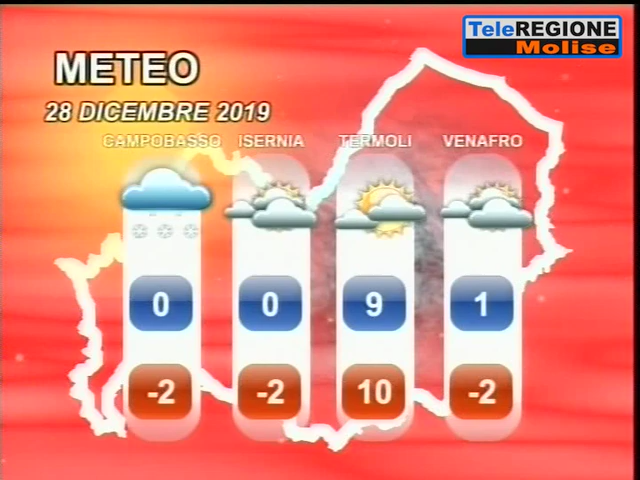 TeleREGIONE
Molise
METEO
28 DICEMBRE 2019
CAMPOBASSO ISERNIA TERMOLI VENAFRO
0 0 9 1
-2 -2 10 -2